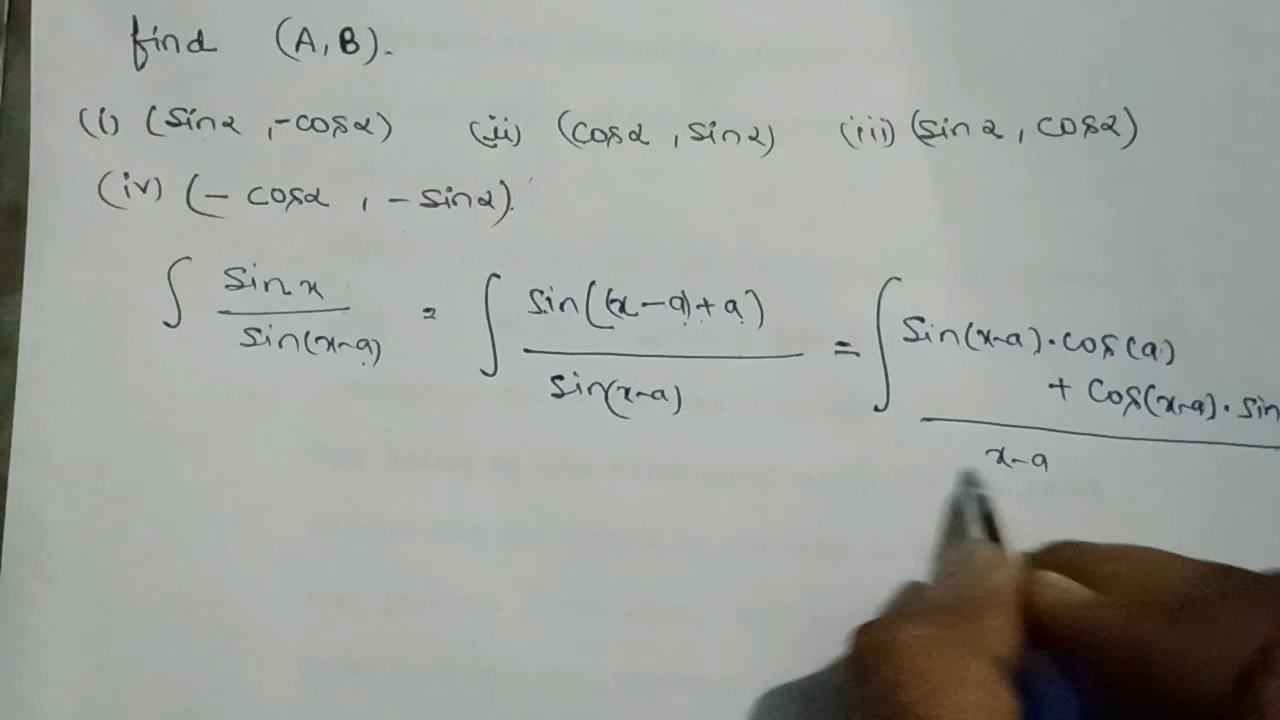 find (A,B).
(i) (sinα , -cosα) (ii) (cosα , sinα) (iii) (sinα , cosα)
(iv) (- cosα , - sinα).
∫ sinx / sin(x-a) = ∫ sin((x-a)+a) / sin(x-a) = ∫ sin(x-a).cos(a)
+ cos(x-a). sin
x-a